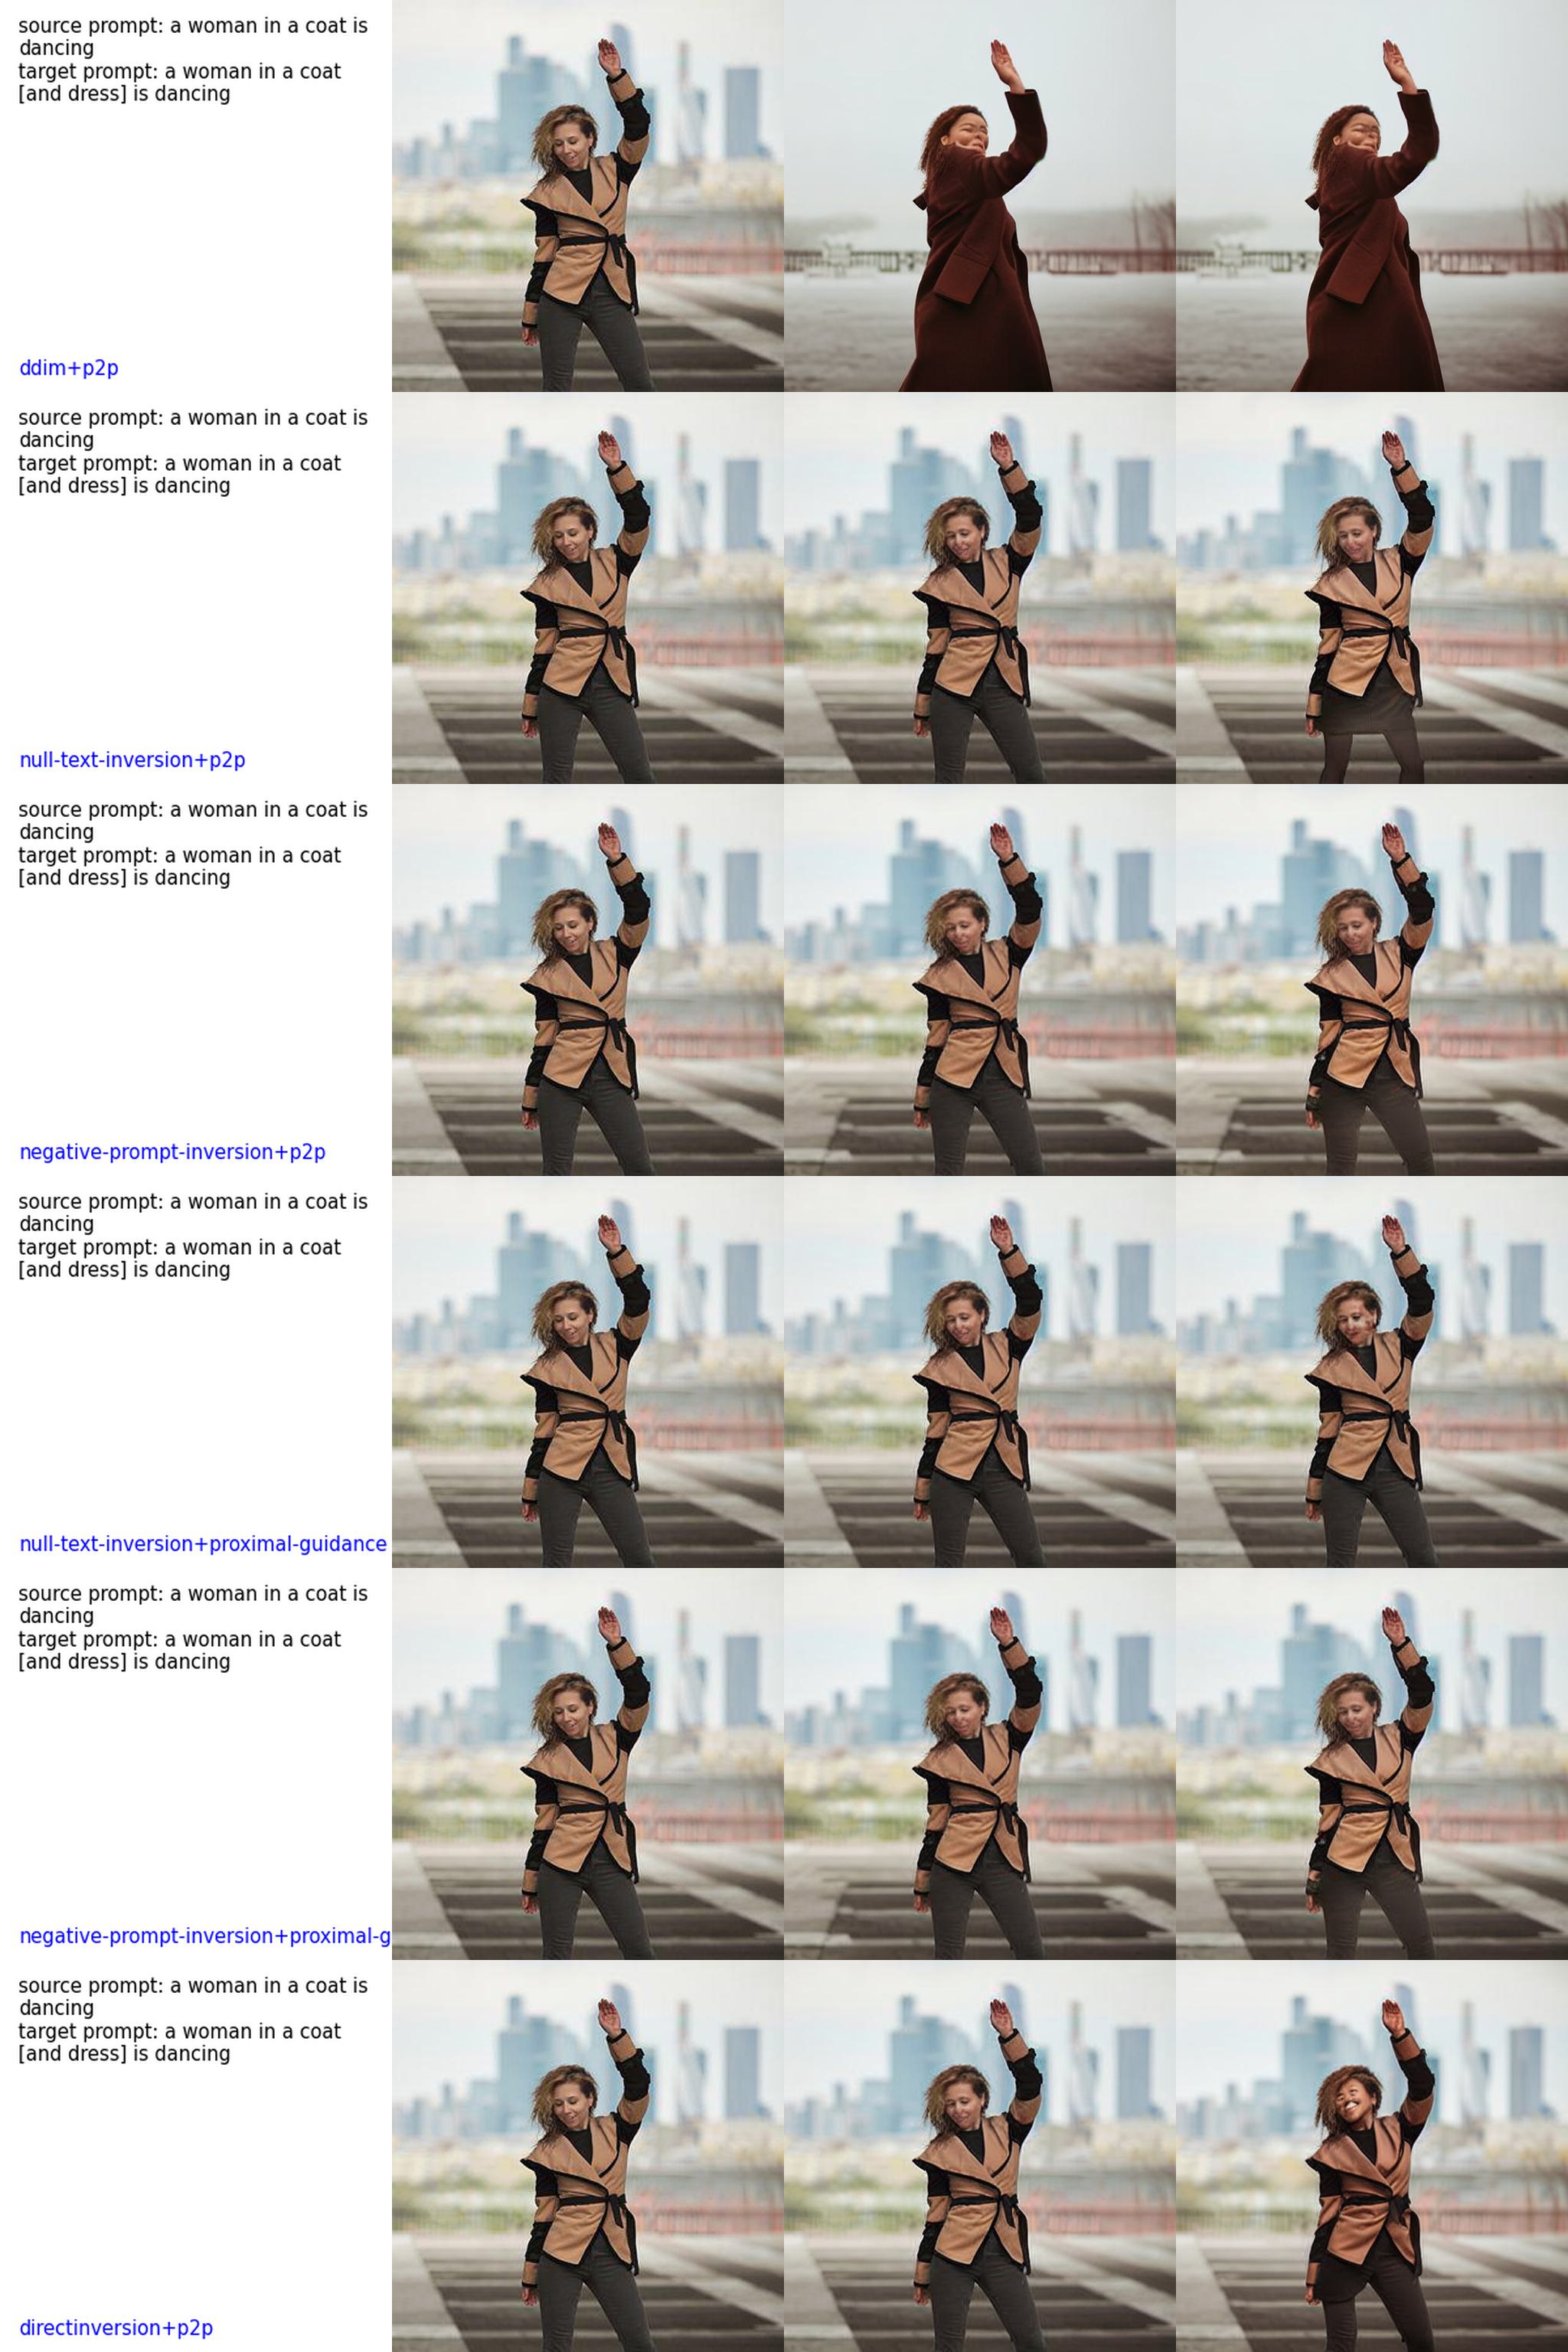 source prompt: a woman in a coat is
dancing
target prompt: a woman in a coat
[and dress] is dancing
ddim+p2p
source prompt: a woman in a coat is
dancing
target prompt: a woman in a coat
[and dress] is dancing
null-text-inversion+p2p
source prompt: a woman in a coat is
dancing
target prompt: a woman in a coat
[and dress] is dancing
negative-prompt-inversion+p2p
source prompt: a woman in a coat is
dancing
target prompt: a woman in a coat
[and dress] is dancing
null-text-inversion+proximal-guidance
source prompt: a woman in a coat is
dancing
target prompt: a woman in a coat
[and dress] is dancing
negative-prompt-inversion+proximal-g
source prompt: a woman in a coat is
dancing
target prompt: a woman in a coat
[and dress] is dancing
directinversion+p2p